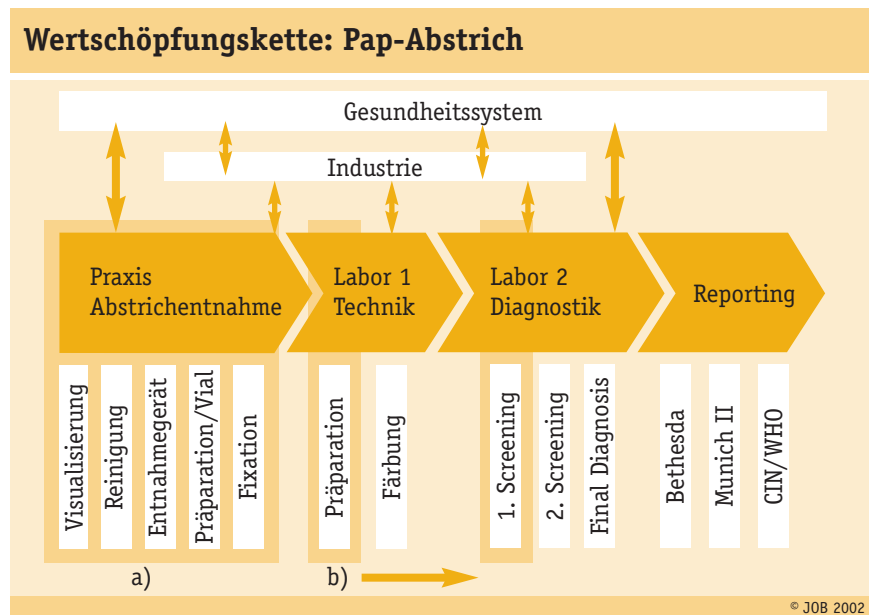 Wertschöpfungskette: Pap-Abstrich
Gesundheitssystem
Industrie
Praxis
Abstrichentnahme
Labor 1
Technik
Labor 2
Diagnostik
Reporting
Visualisierung
Reinigung
Entnahmegerät
Präparation/Vial
Fixation
Präparation
Färbung
1. Screening
2. Screening
Final Diagnosis
Bethesda
Munich II
CIN/WHO
a)
b)
© JOB 2002